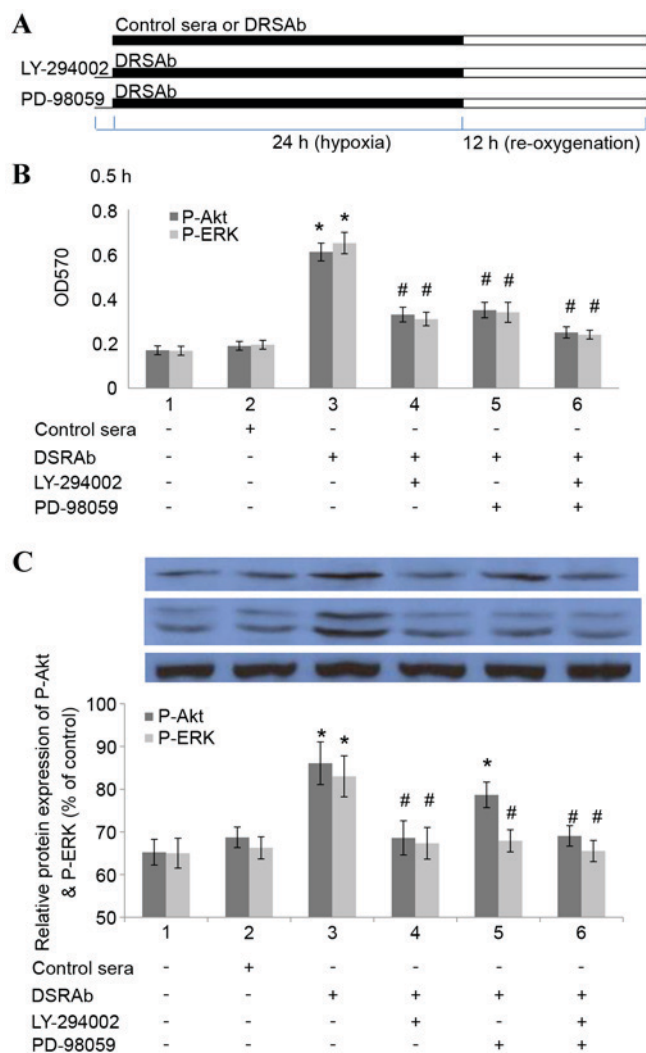 A
Control sera or DRSAb
LY-294002 DRSAb
PD-98059 DRSAb
24 h (hypoxia) 12 h (re-oxygenation)
B
0.5 h
OD570
0.8
0.6
0.4
0.2
0
P-Akt
P-ERK
* *
# # # # # #
1 2 3 4 5 6
Control sera - + - - - -
DSRAb - - + + + +
LY-294002 - - - + - +
PD-98059 - - - - + +
C
Relative protein expression of P-Akt
& P-ERK (% of control)
100
90
80
70
60
50
P-Akt
P-ERK
* * # # * # # #
1 2 3 4 5 6
Control sera - + - - - -
DSRAb - - + + + +
LY-294002 - - - + - +
PD-98059 - - - - + +